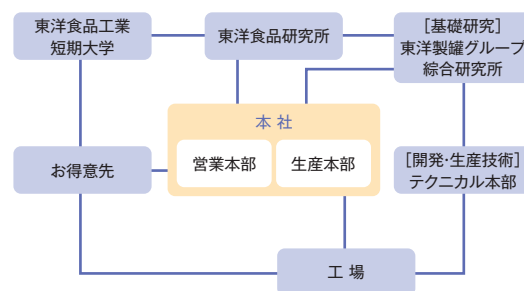 東洋食品工業
短期大学
東洋食品研究所
[基礎研究]
東洋製罐グループ
綜合研究所
本 社
営業本部
生産本部
お得意先
[開発・生産技術]
テクニカル本部
工 場